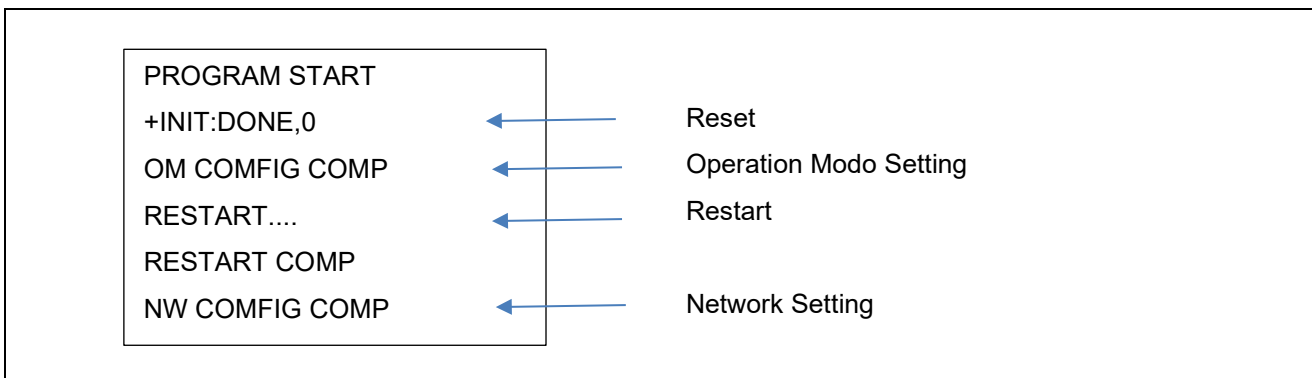 PROGRAM START
+INIT:DONE,0
Reset
OM COMFIG COMP
Operation Modo Setting
RESTART....
Restart
RESTART COMP
NW COMFIG COMP
Network Setting